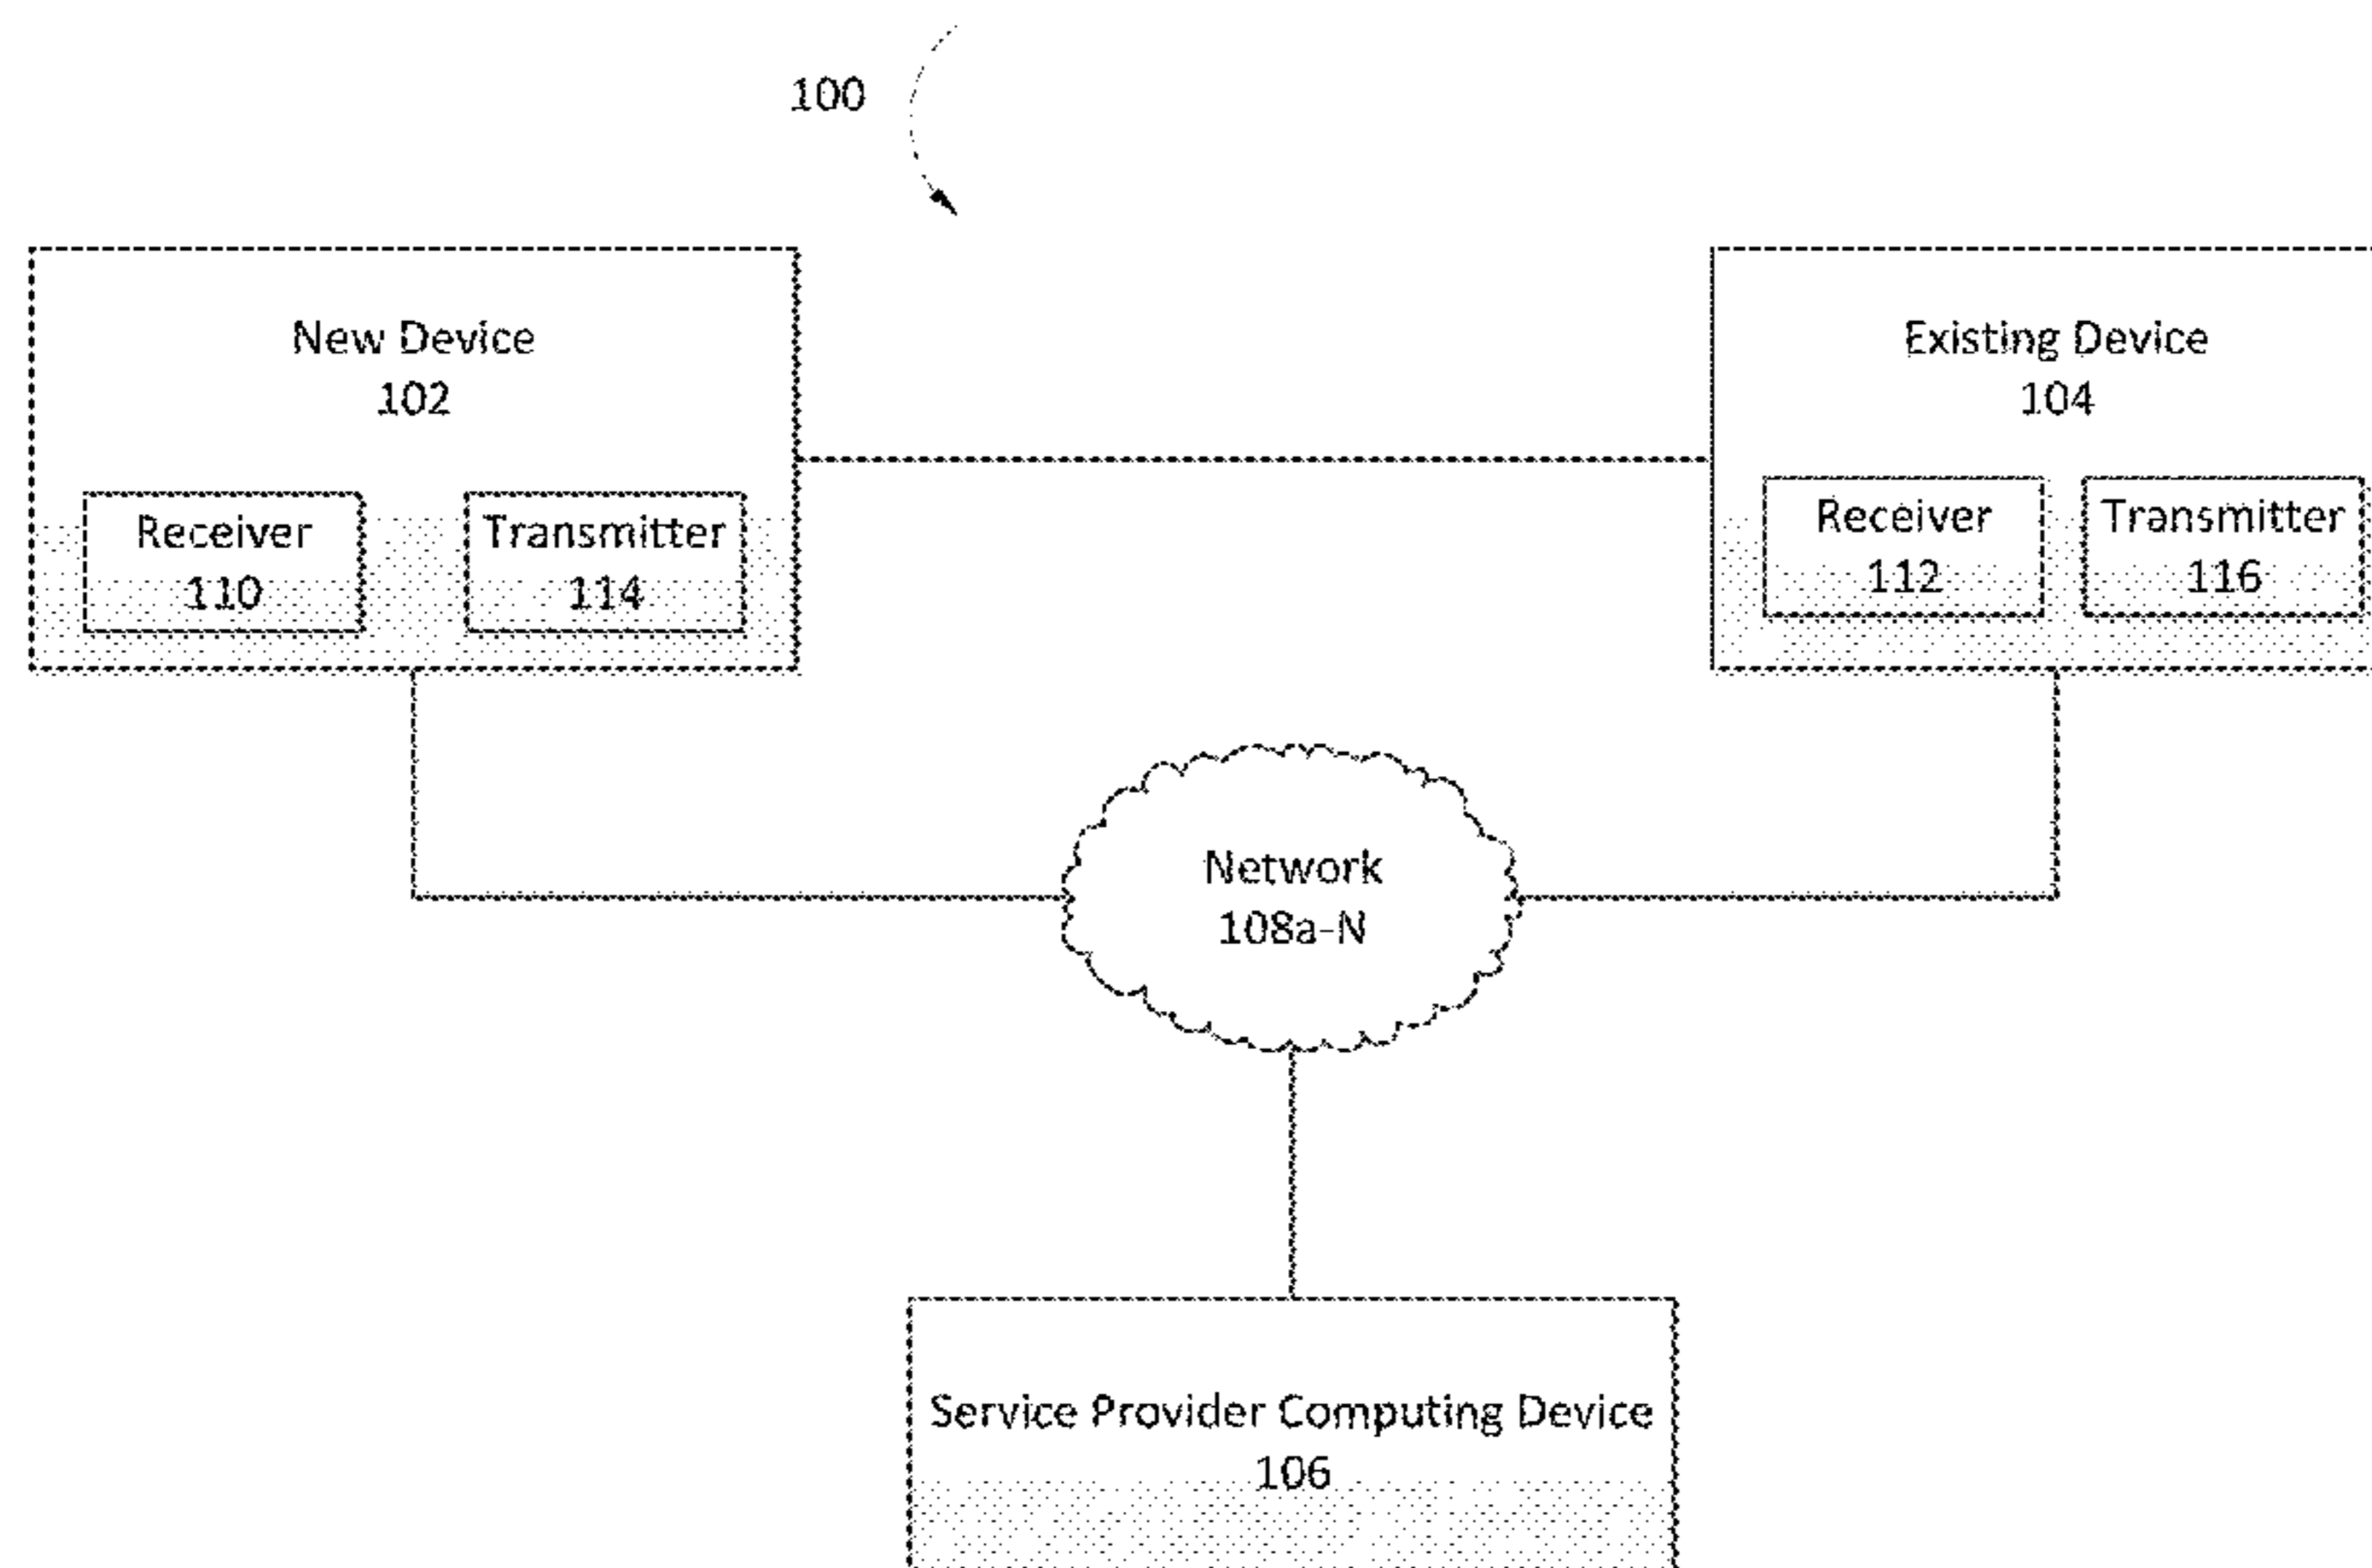 100
New Device
102
Existing Device
104
Receiver
110
Transmitter
114
Receiver
112
Transmitter
116
Network
108a-N
Service Provider Computing Device
106